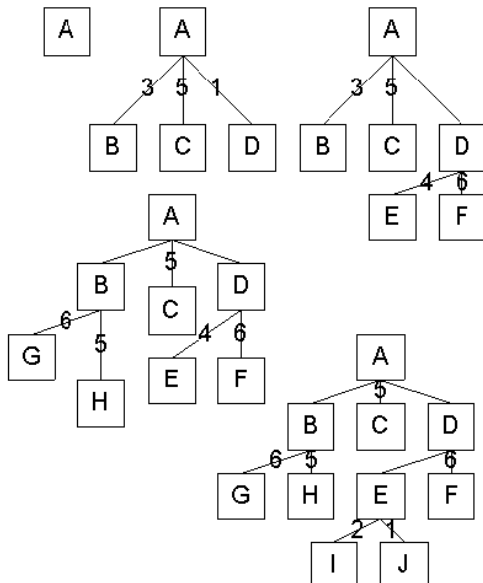 A A A
3 5 1 3 5
B C D B C D
4 6
E F
A
5
B C D
6 5 4 6
G H E F
A
5
B C D
6 5 6
G H E F
2 1
I J